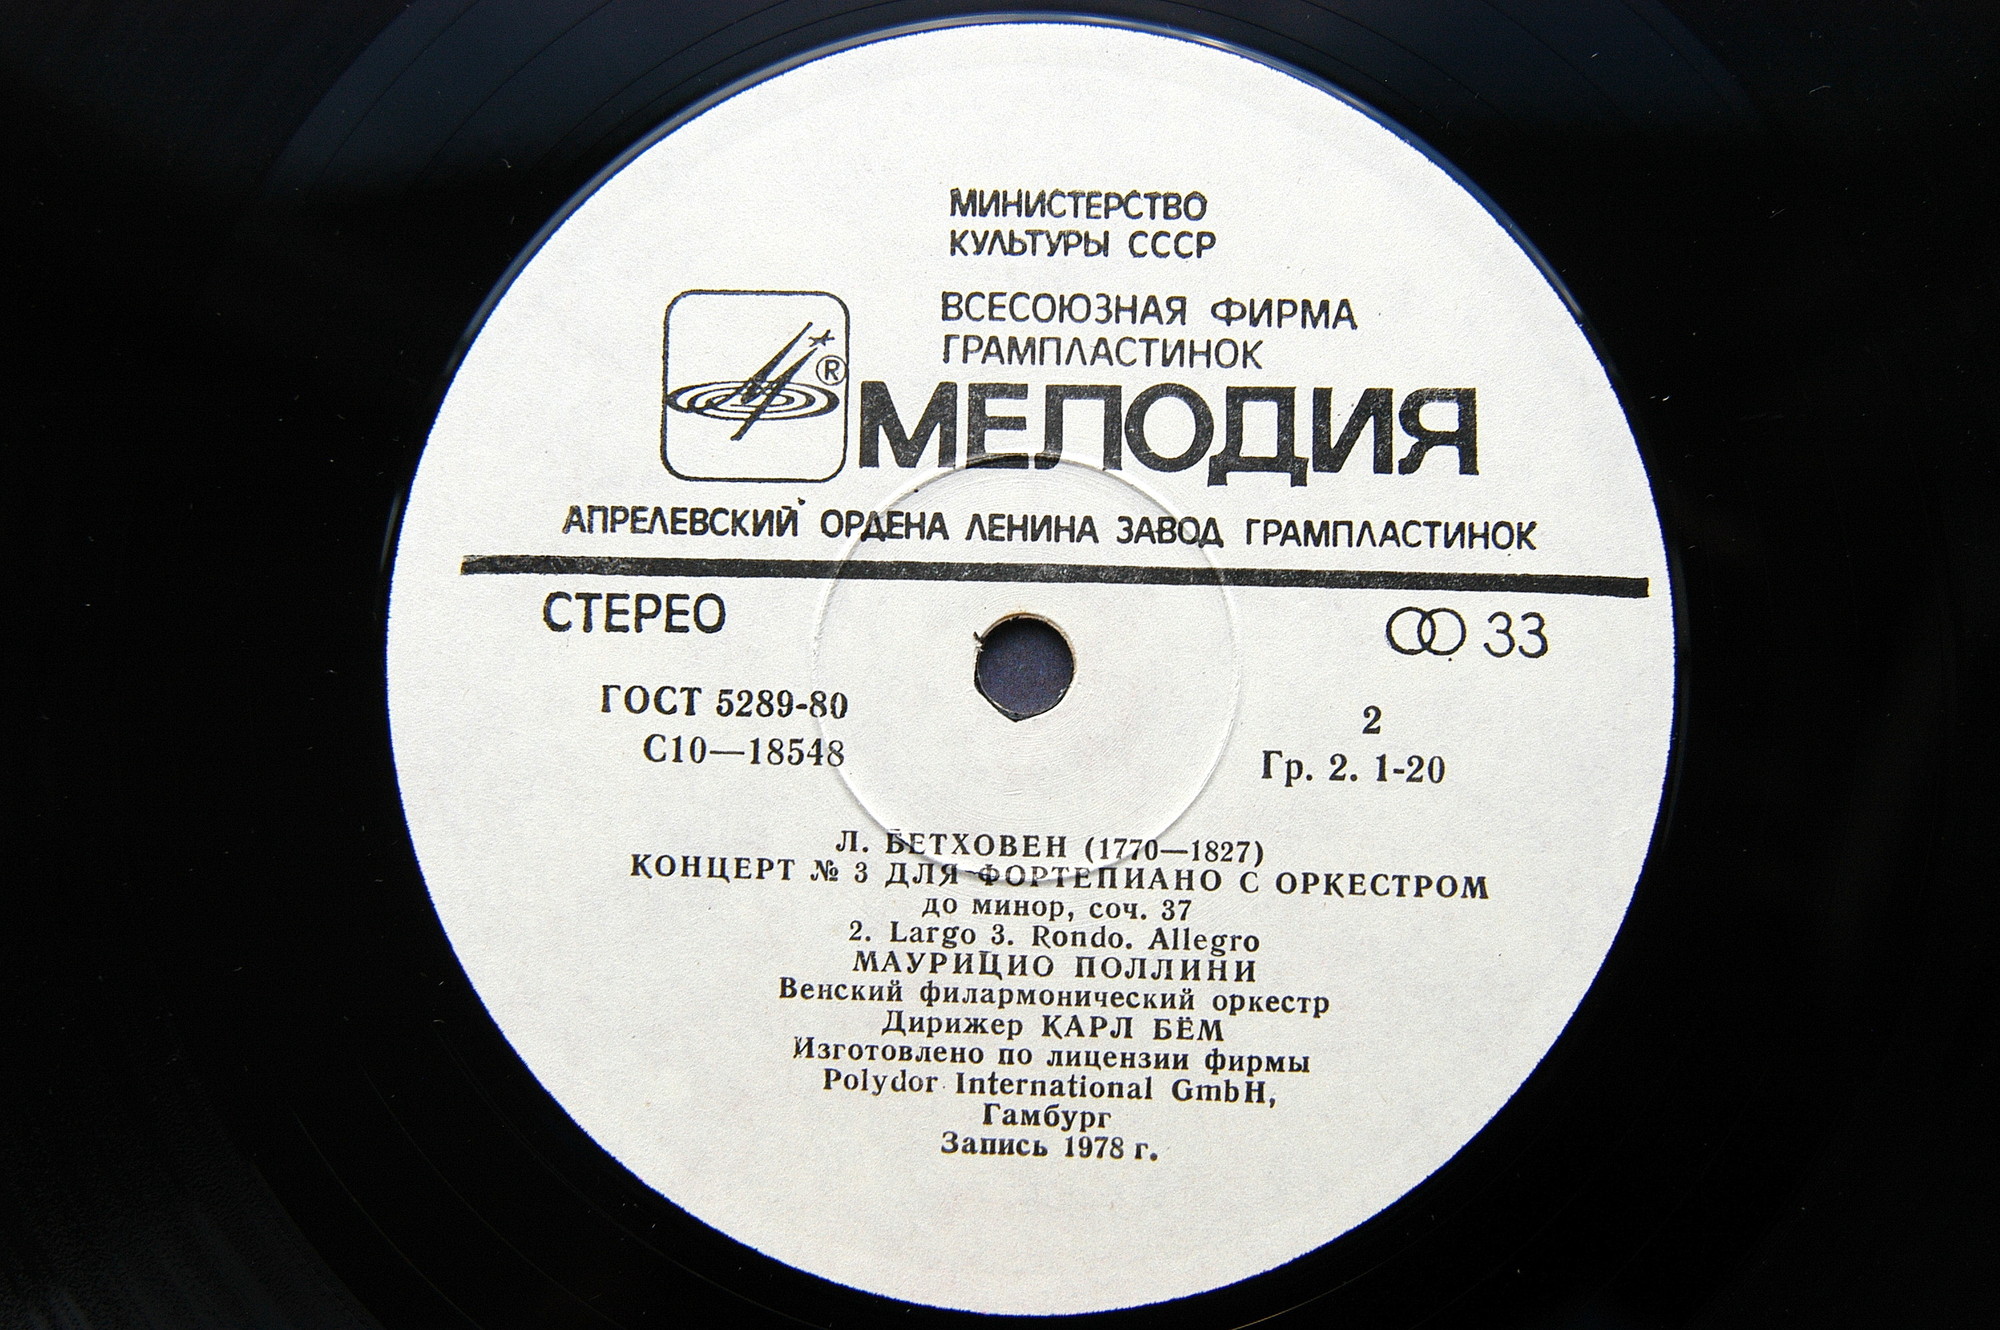 МИНИСТЕРСТВО
КУЛЬТУРЫ СССР
ВСЕСОЮЗНАЯ ФИРМА
ГРАМПЛАСТИНОК
®
МЕЛОДИЯ
АПРЕЛЕВСКИЙ ОРДЕНА ЛЕНИНА ЗАВОД ГРАМПЛАСТИНОК
СТЕРЕО
33
ГОСТ 5289-80
2
С10—18548
Гр. 2. 1-20
Л. БЕТХОВЕН (1770—1827)
КОНЦЕРТ № 3 ДЛЯ ФОРТЕПИАНО С ОРКЕСТРОМ
до минор, соч. 37
2. Largo 3. Rondo. Allegro
МАУРИЦИО ПОЛЛИНИ
Венский филармонический оркестр
Дирижер КАРЛ БЁМ
Изготовлено по лицензии фирмы
Polydor International GmbH,
Гамбург
Запись 1978 г.